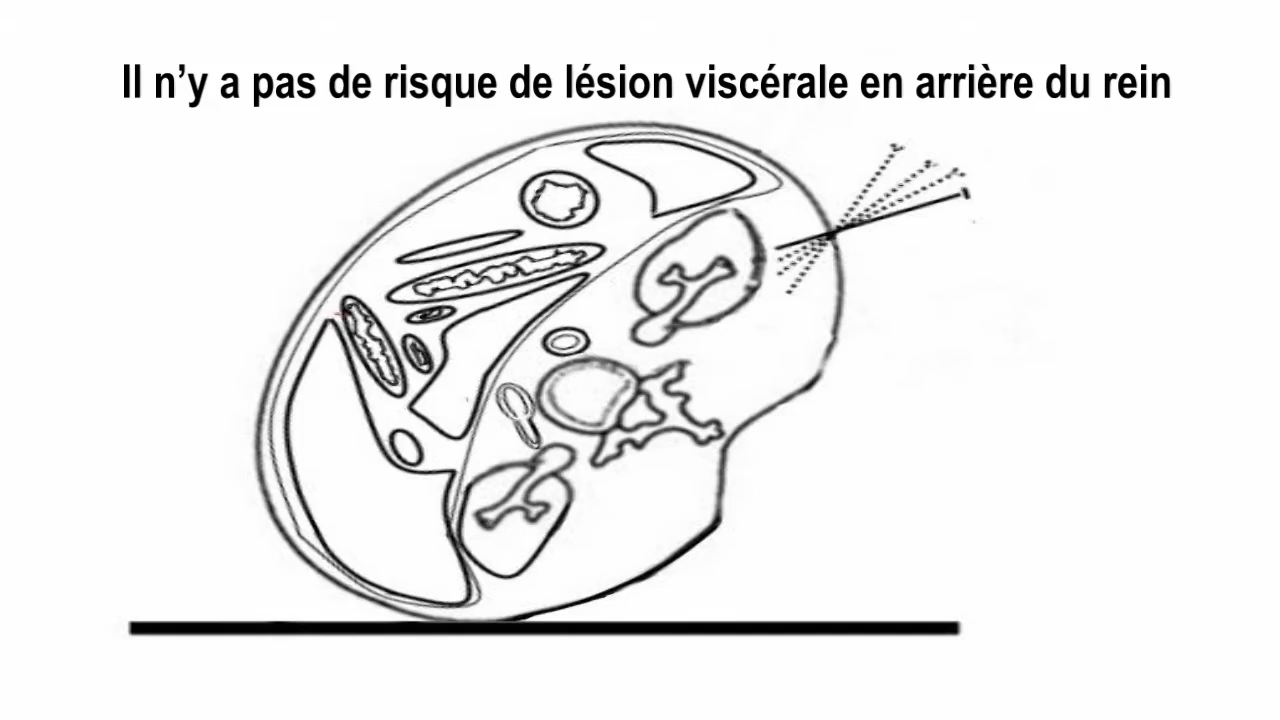 Il n’y a pas de risque de lésion viscérale en arrière du rein